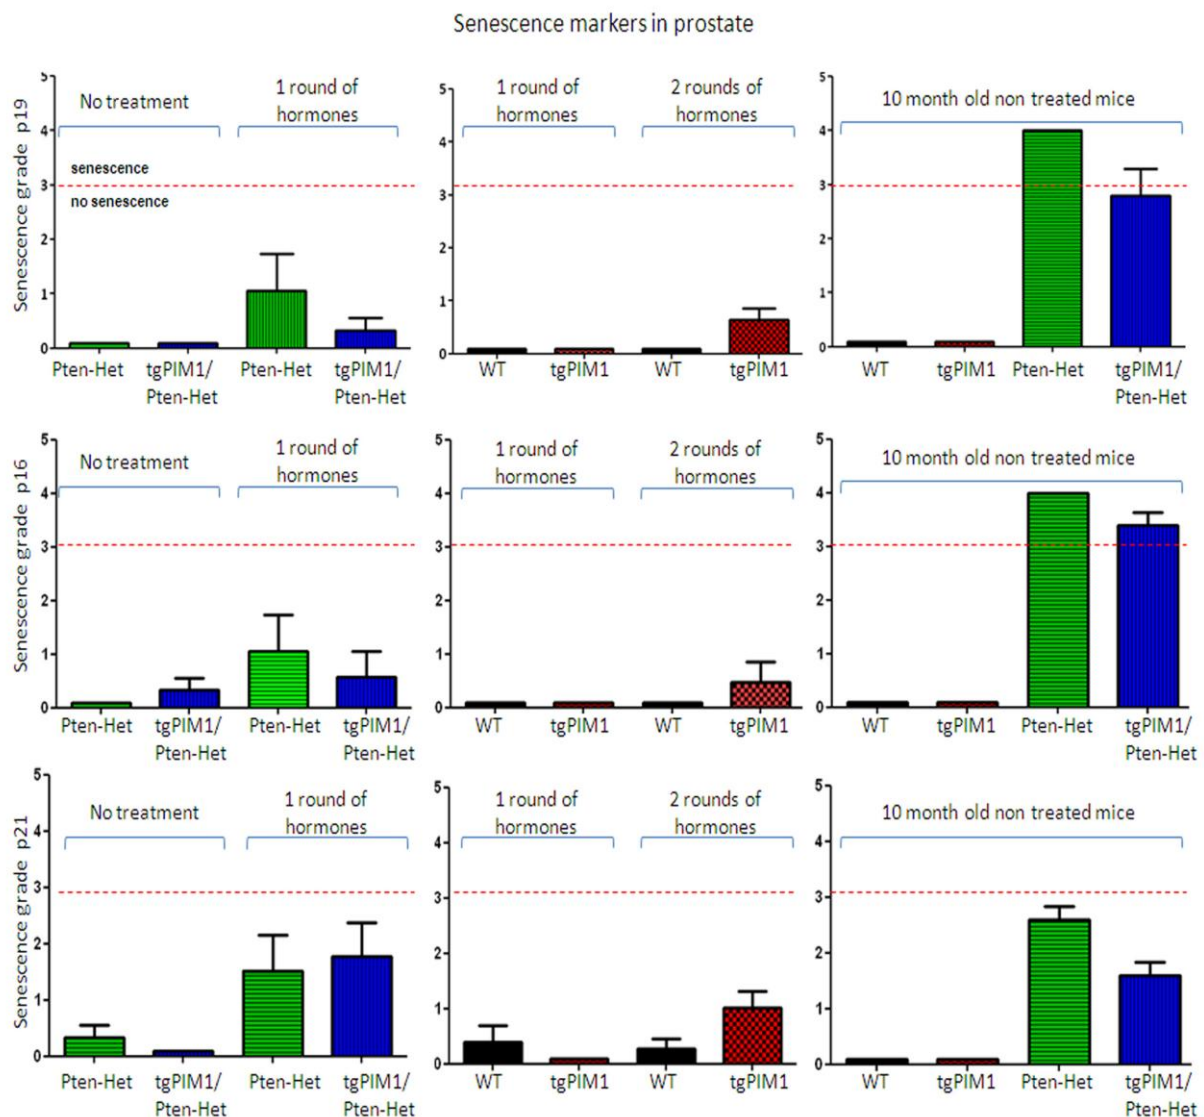 Senescence markers in prostate
Senescence grade p19
5
4
3
2
1
0
No treatment
1 round of
hormones
senescence
no senescence
Pten-Het
tgPIM1/
Pten-Het
Pten-Het
tgPIM1/
Pten-Het
5
4
3
2
1
0
1 round of
hormones
2 rounds of
hormones
WT
tgPIM1
WT
tgPIM1
5
4
3
2
1
0
10 month old non treated mice
WT
tgPIM1
Pten-Het
tgPIM1/
Pten-Het
Senescence grade p16
5
4
3
2
1
0
No treatment
1 round of
hormones
Pten-Het
tgPIM1/
Pten-Het
Pten-Het
tgPIM1/
Pten-Het
5
4
3
2
1
0
1 round of
hormones
2 rounds of
hormones
WT
tgPIM1
WT
tgPIM1
5
4
3
2
1
0
10 month old non treated mice
WT
tgPIM1
Pten-Het
tgPIM1/
Pten-Het
Senescence grade p21
5
4
3
2
1
0
No treatment
1 round of
hormones
Pten-Het
tgPIM1/
Pten-Het
Pten-Het
tgPIM1/
Pten-Het
5
4
3
2
1
0
1 round of
hormones
2 rounds of
hormones
WT
tgPIM1
WT
tgPIM1
5
4
3
2
1
0
10 month old non treated mice
WT
tgPIM1
Pten-Het
tgPIM1/
Pten-Het